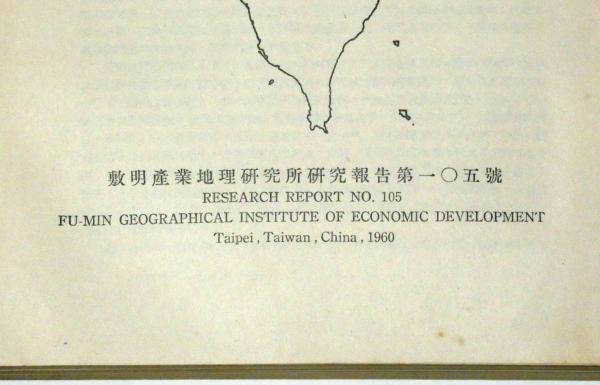 敷明產業地理研究所研究報告第一〇五號
RESEARCH REPORT NO. 105
FU-MIN GEOGRAPHICAL INSTITUTE OF ECONOMIC DEVELOPMENT
Taipei, Taiwan, China, 1960